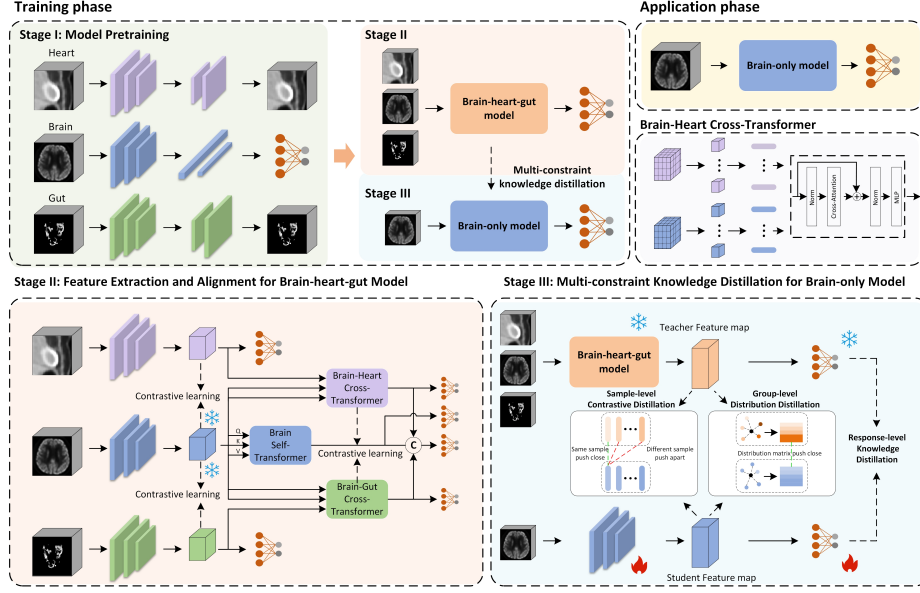 Training phase
Stage I: Model Pretraining
Heart
Brain
Gut
Stage II
Brain-heart-gut
model
Multi-constraint
knowledge distillation
Stage III
Brain-only model
Application phase
Brain-only
model
Brain-Heart Cross-Transformer
Norm
Cross-Attention
+
Norm
MLP
Stage II: Feature Extraction and Alignment for Brain-heart-gut Model
Contrastive learning
Contrastive learning
Q
K
V
Brain
Self-
Transformer
Brain-Heart
Cross-
Transformer
Contrastive learning
Brain-Gut
Cross-
Transformer
C
Stage III: Multi-constraint Knowledge Distillation for Brain-only Model
Brain-heart-gut
model
Teacher Feature map
Sample-level
Contrastive Distillation
Same sample
push close
Different sample
push apart
Group-level
Distribution Distillation
Distribution matrix push close
Response-level
Knowledge
Distillation
Student Feature map